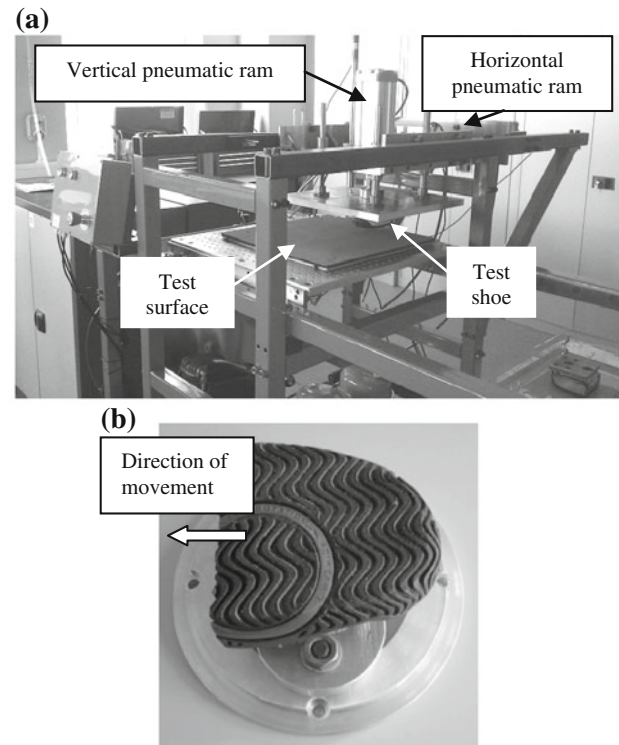 (a)
Vertical pneumatic ram
Horizontal
pneumatic ram
Test
surface
Test
shoe
(b)
Direction of
movement